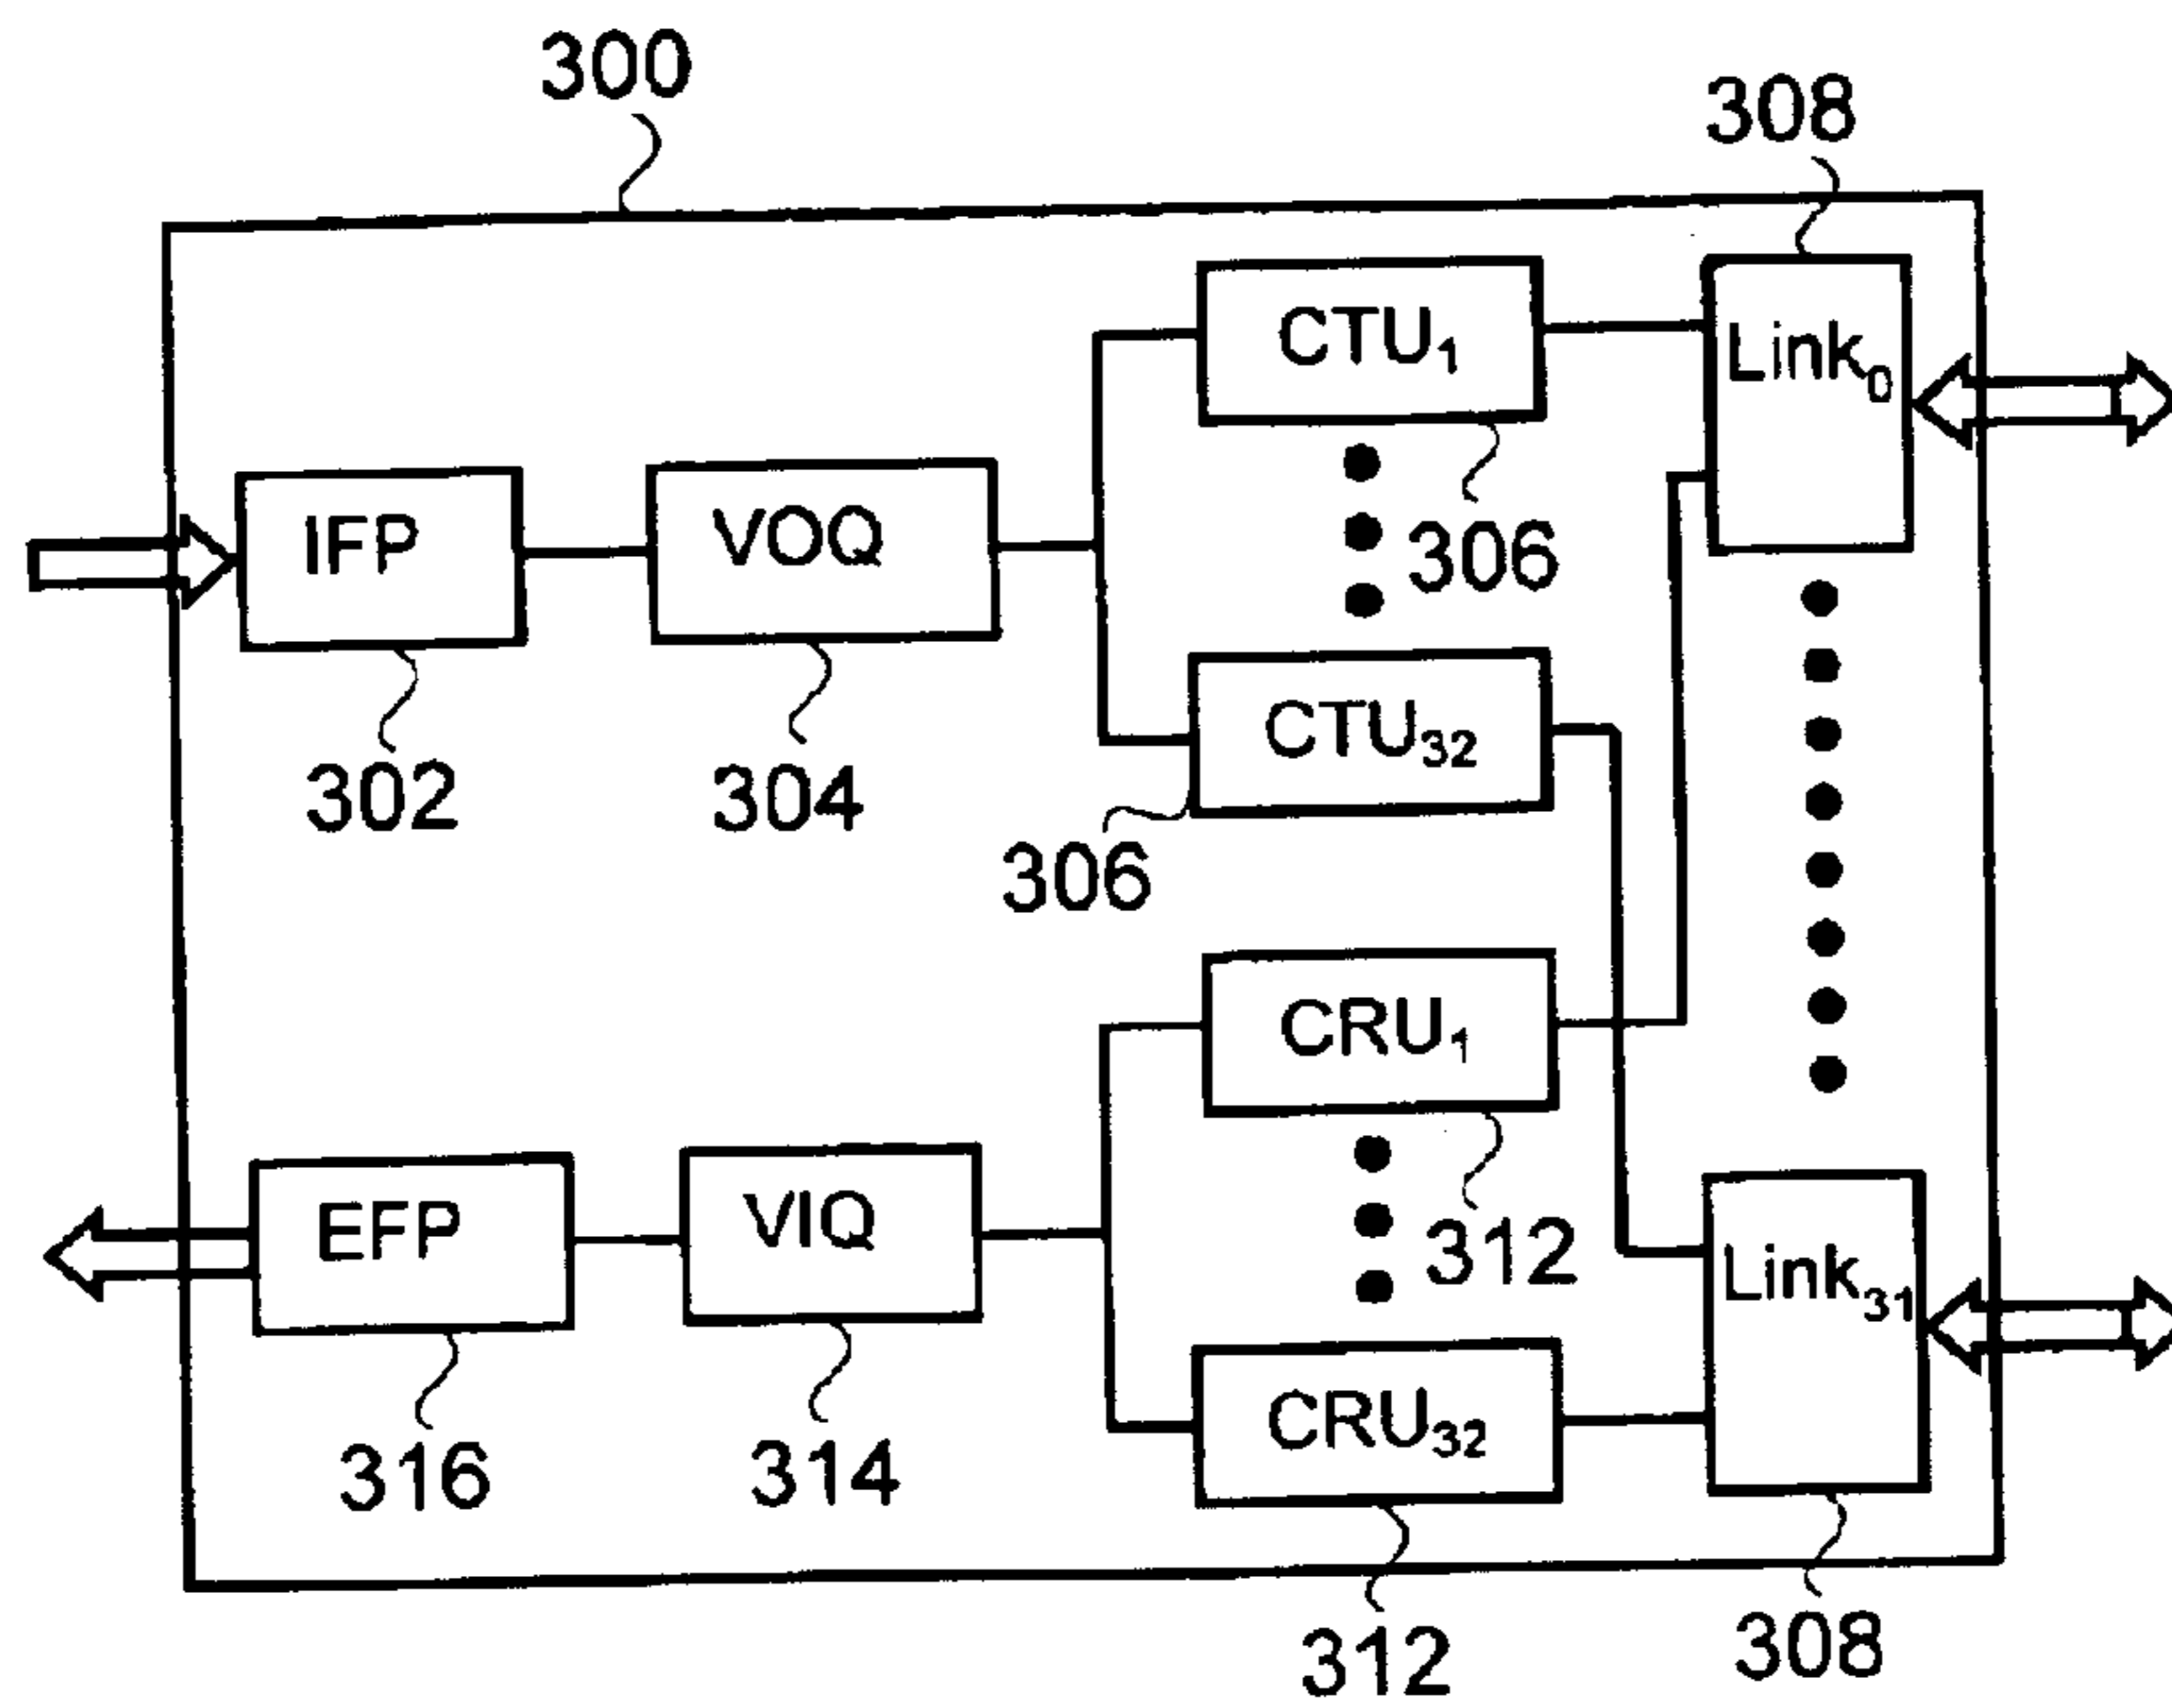 300
308
CTU₁
Link₀
IFP
VOQ
306
302
304
CTU₃₂
306
CRU₁
EFP
VIQ
312
Link₃₁
316
314
CRU₃₂
312
308